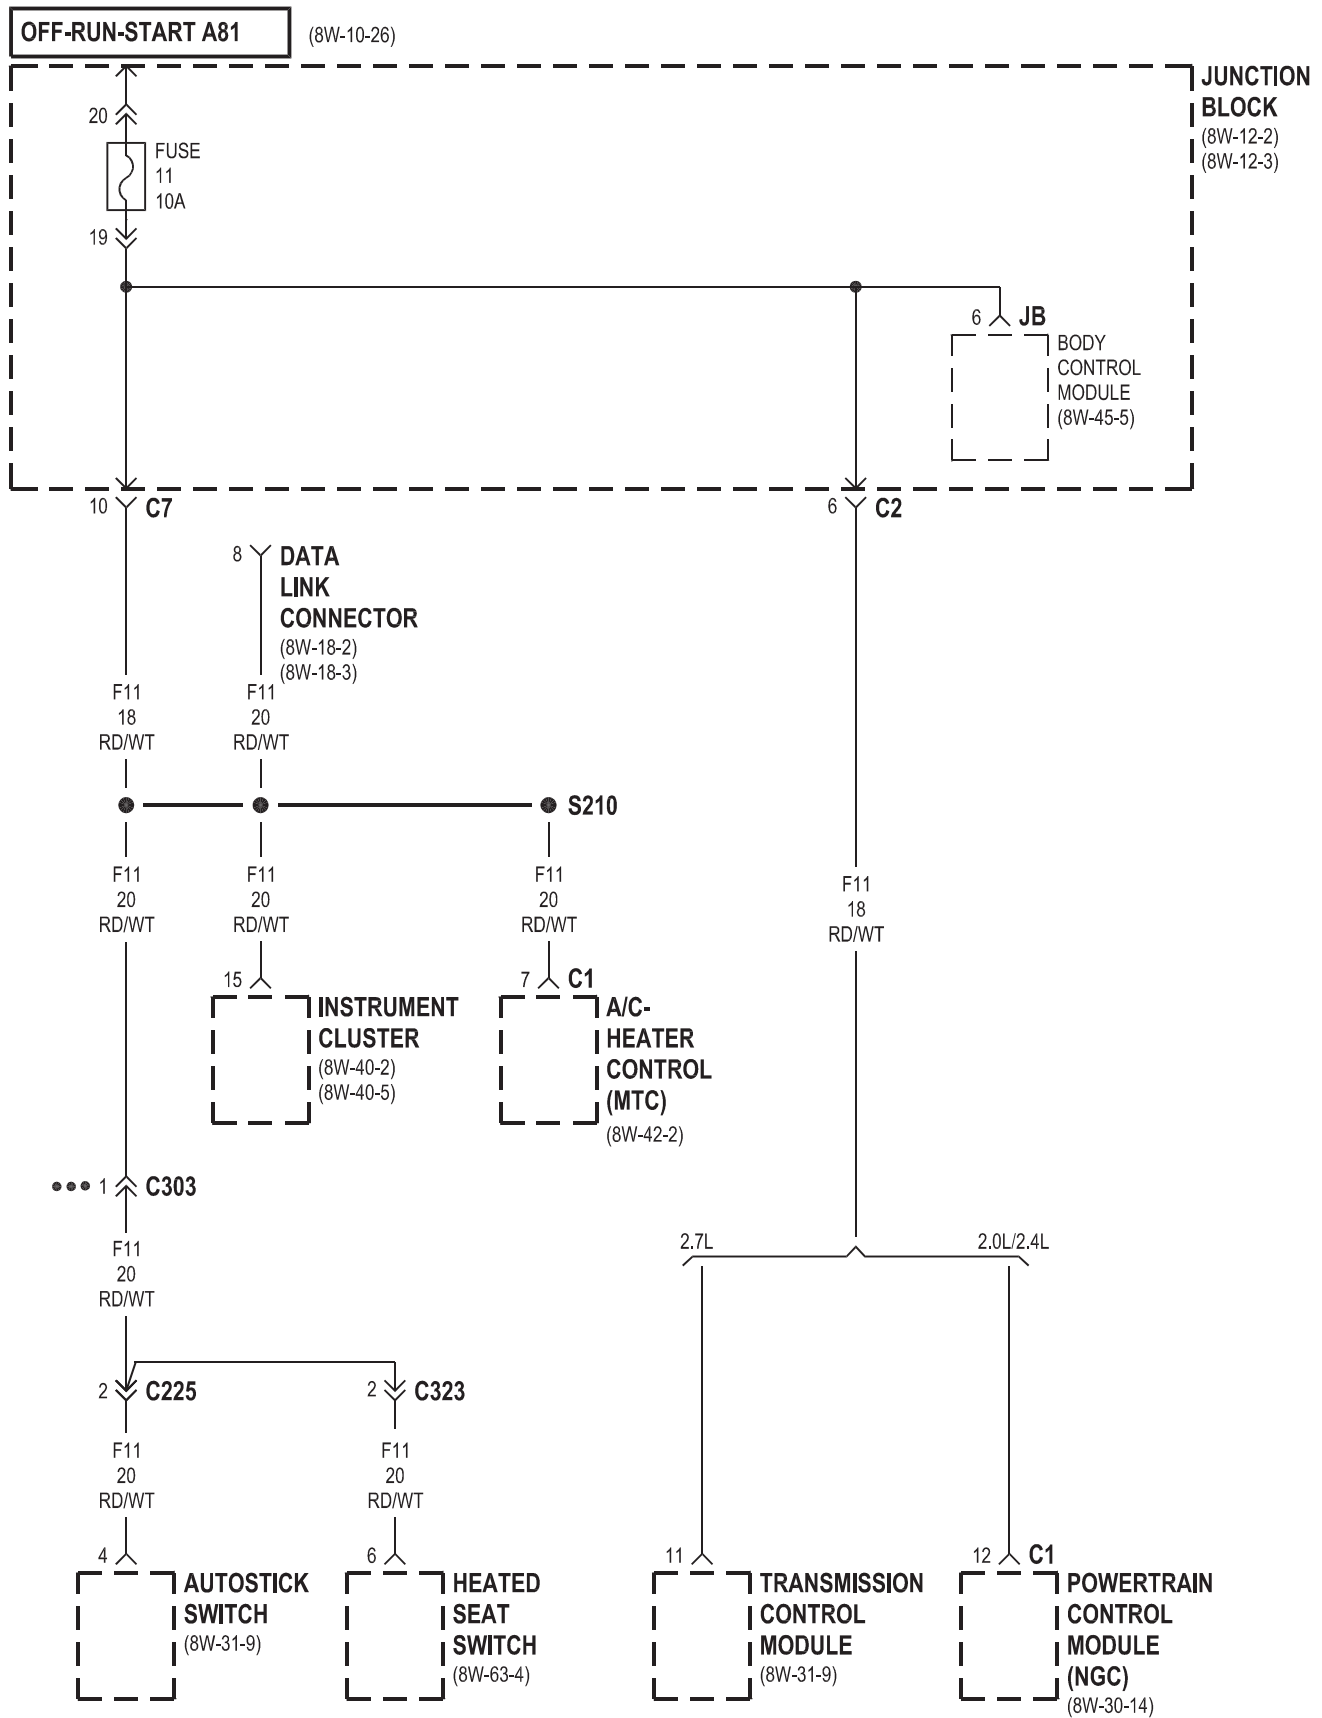 OFF-RUN-START A81
(8W-10-26)
JUNCTION
BLOCK
(8W-12-2)
(8W-12-3)
20
FUSE
11
10A
19
6
JB
BODY
CONTROL
MODULE
(8W-45-5)
10
C7
6
C2
8
DATA
LINK
CONNECTOR
(8W-18-2)
(8W-18-3)
F11
18
RD/WT
F11
20
RD/WT
S210
F11
20
RD/WT
F11
20
RD/WT
F11
20
RD/WT
F11
18
RD/WT
15
INSTRUMENT
CLUSTER
(8W-40-2)
(8W-40-5)
7
C1
A/C-
HEATER
CONTROL
(MTC)
(8W-42-2)
1
C303
F11
20
RD/WT
2.7L
2.0L/2.4L
2
C225
2
C323
F11
20
RD/WT
F11
20
RD/WT
4
AUTOSTICK
SWITCH
(8W-31-9)
6
HEATED
SEAT
SWITCH
(8W-63-4)
11
TRANSMISSION
CONTROL
MODULE
(8W-31-9)
12
C1
POWERTRAIN
CONTROL
MODULE
(NGC)
(8W-30-14)